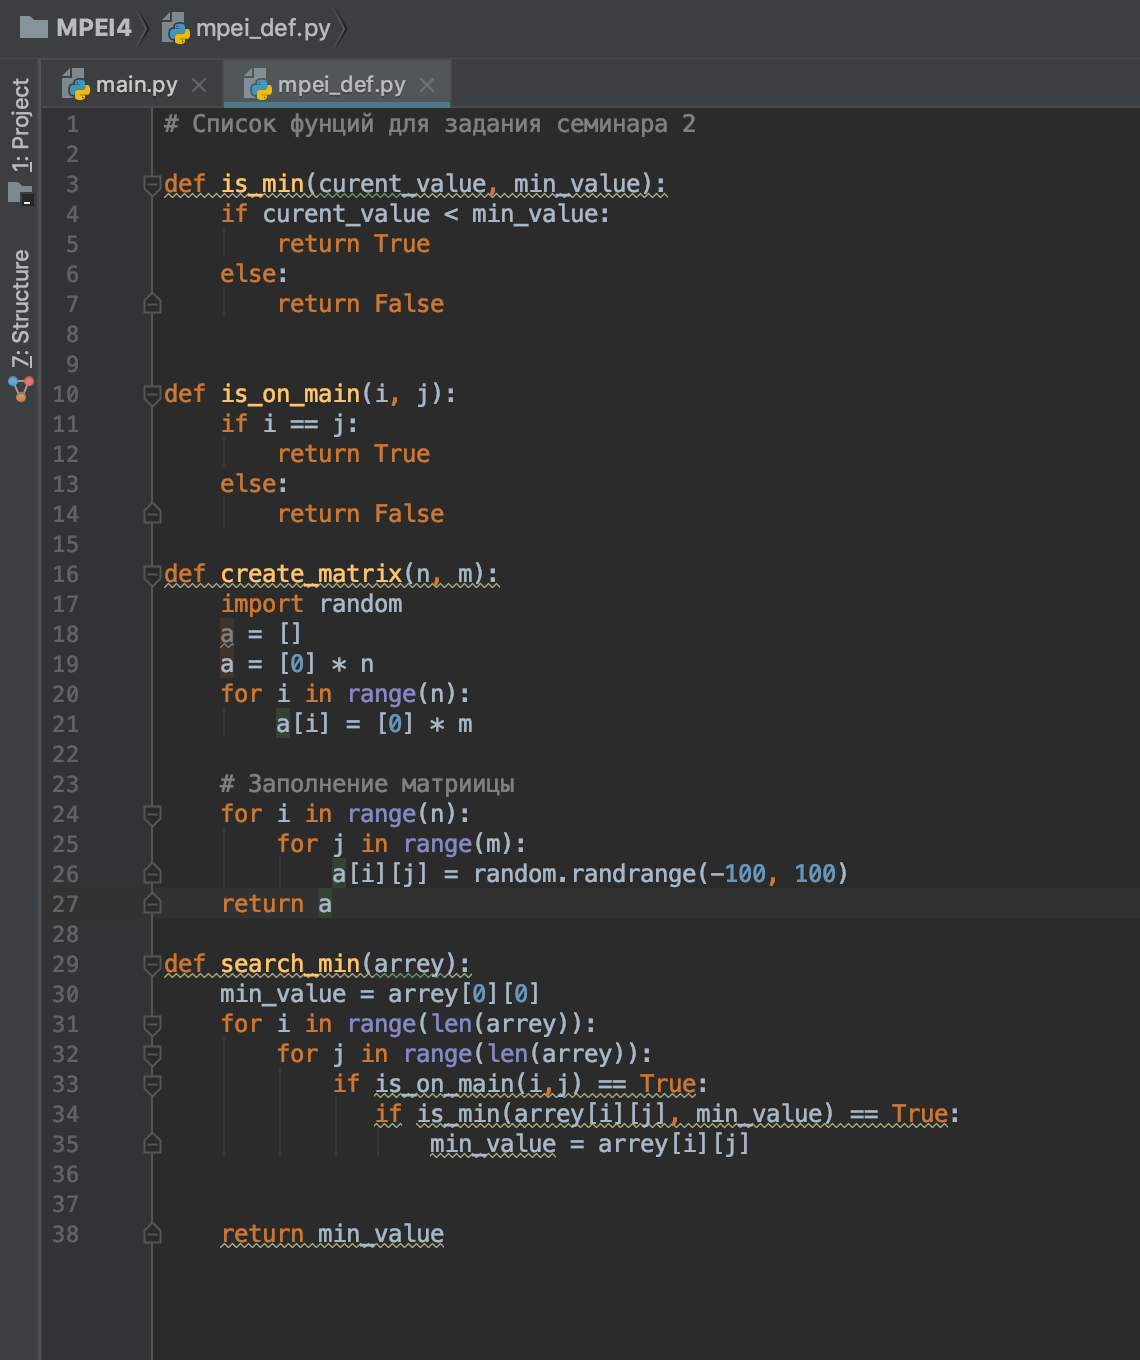 MPEI4 mpei_def.py
main.py mpei_def.py
1: Project
7: Structure
1 # Список фунций для задания семинара 2
2
3 def is_min(curent_value, min_value):
4     if curent_value < min_value:
5         return True
6     else:
7         return False
8
9
10 def is_on_main(i, j):
11     if i == j:
12         return True
13     else:
14         return False
15
16 def create_matrix(n, m):
17     import random
18     a = []
19     a = [0] * n
20     for i in range(n):
21         a[i] = [0] * m
22
23     # Заполнение матриицы
24     for i in range(n):
25         for j in range(m):
26             a[i][j] = random.randrange(-100, 100)
27     return a
28
29 def search_min(arrey):
30     min_value = arrey[0][0]
31     for i in range(len(arrey)):
32         for j in range(len(arrey)):
33             if is_on_main(i,j) == True:
34                if is_min(arrey[i][j], min_value) == True:
35                    min_value = arrey[i][j]
36
37
38     return min_value